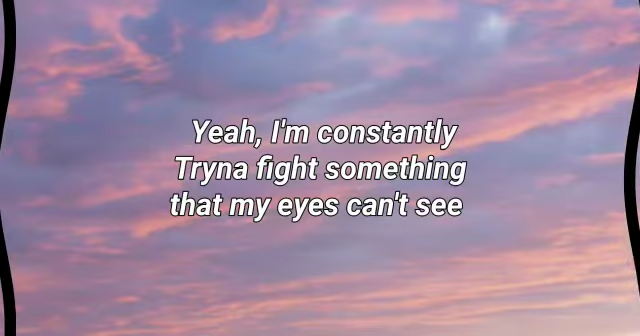 Yeah, I'm constantly
Tryna fight something
that my eyes can't see